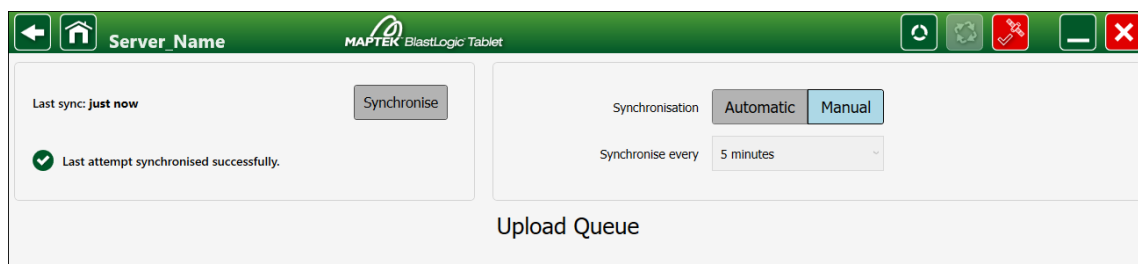 Server_Name
MAPTEK BlastLogic Tablet
Last sync: just now
Synchronise
Last attempt synchronised successfully.
Synchronisation
Automatic
Manual
Synchronise every
5 minutes
Upload Queue